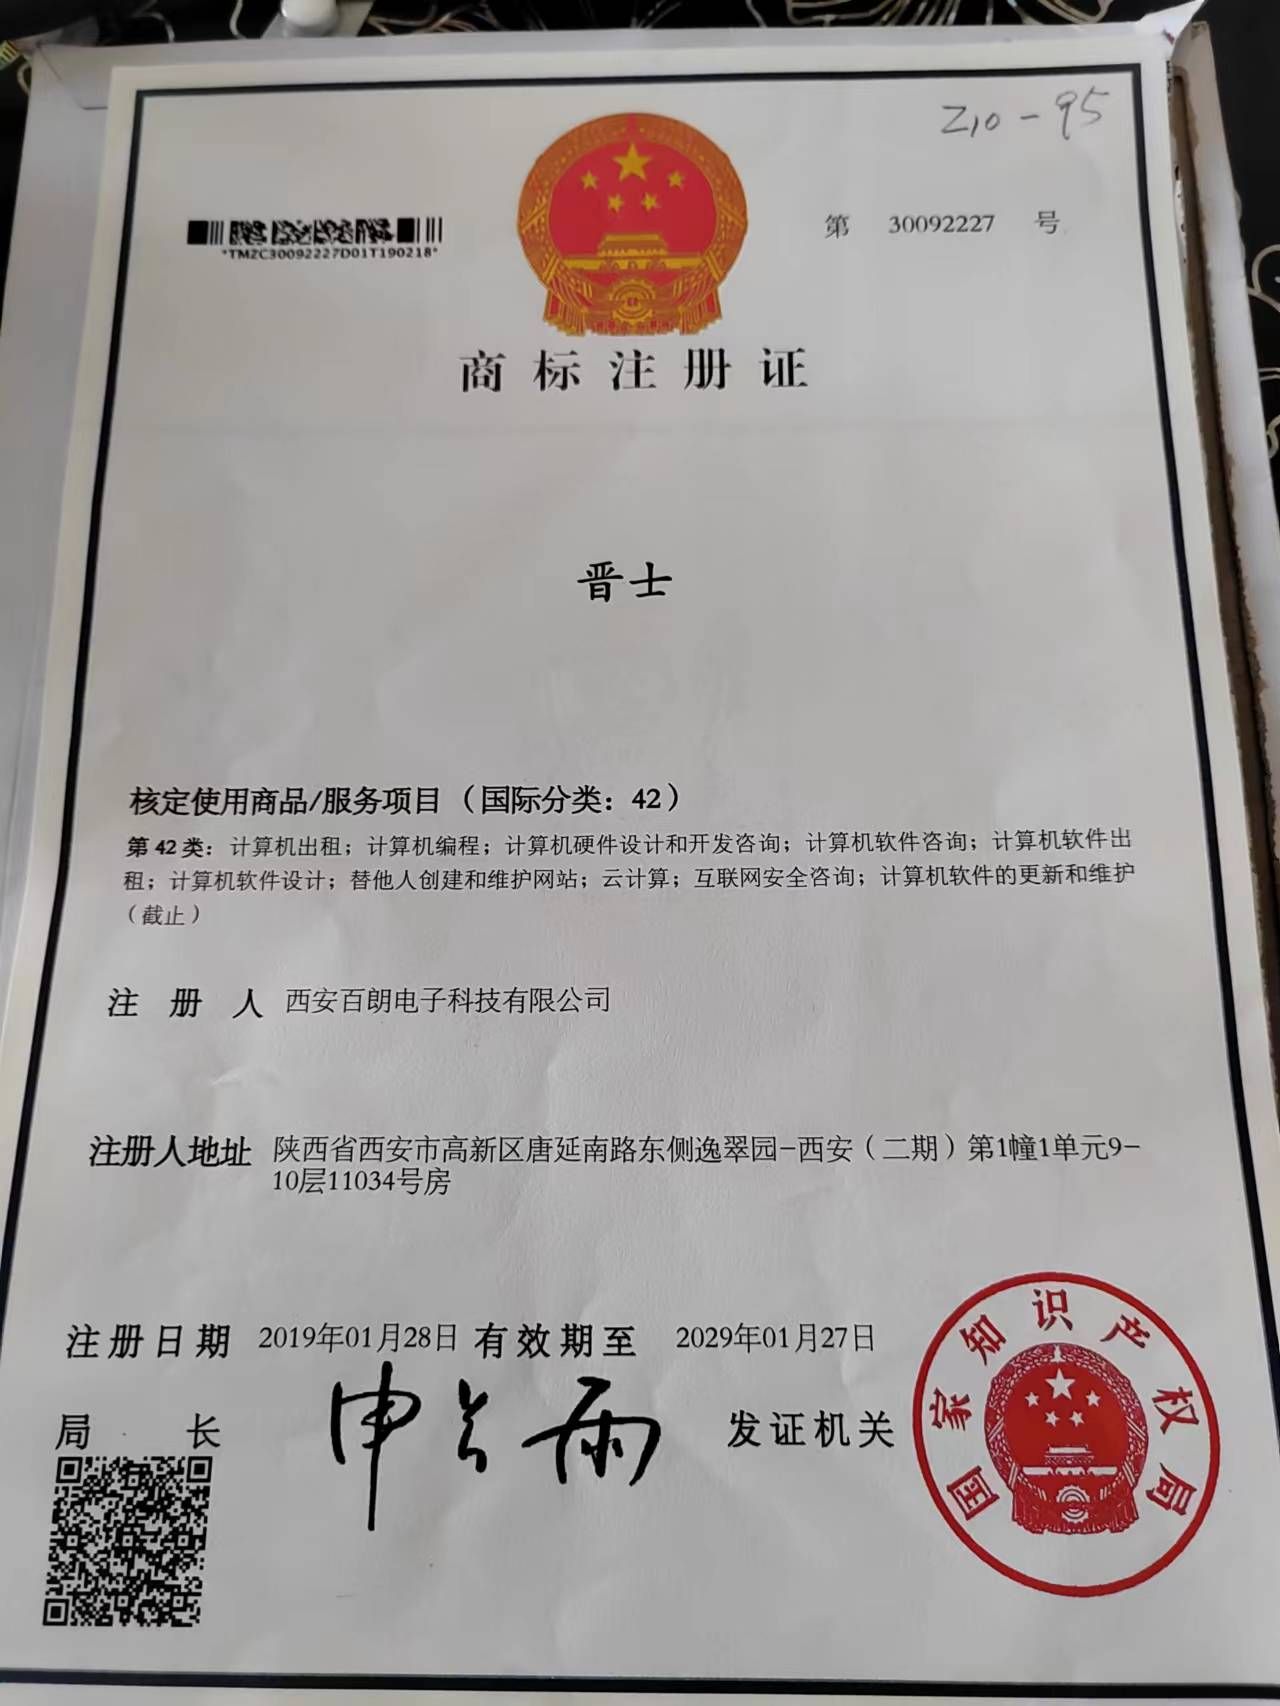 Z10-95
*TMZC30092227D01T190218*
第 30092227 号
商标注册证
晋士
核定使用商品/服务项目（国际分类：42）
第 42 类：计算机出租；计算机编程；计算机硬件设计和开发咨询；计算机软件咨询；计算机软件出
租；计算机软件设计；替他人创建和维护网站；云计算；互联网安全咨询；计算机软件的更新和维护
（截止）
注册人 西安百朗电子科技有限公司
注册人地址 陕西省西安市高新区唐延南路东侧逸翠园-西安（二期）第1幢1单元9-
10层11034号房
注册日期 2019年01月28日 有效期至 2029年01月27日
局长 申长雨 发证机关
国家知识产权局